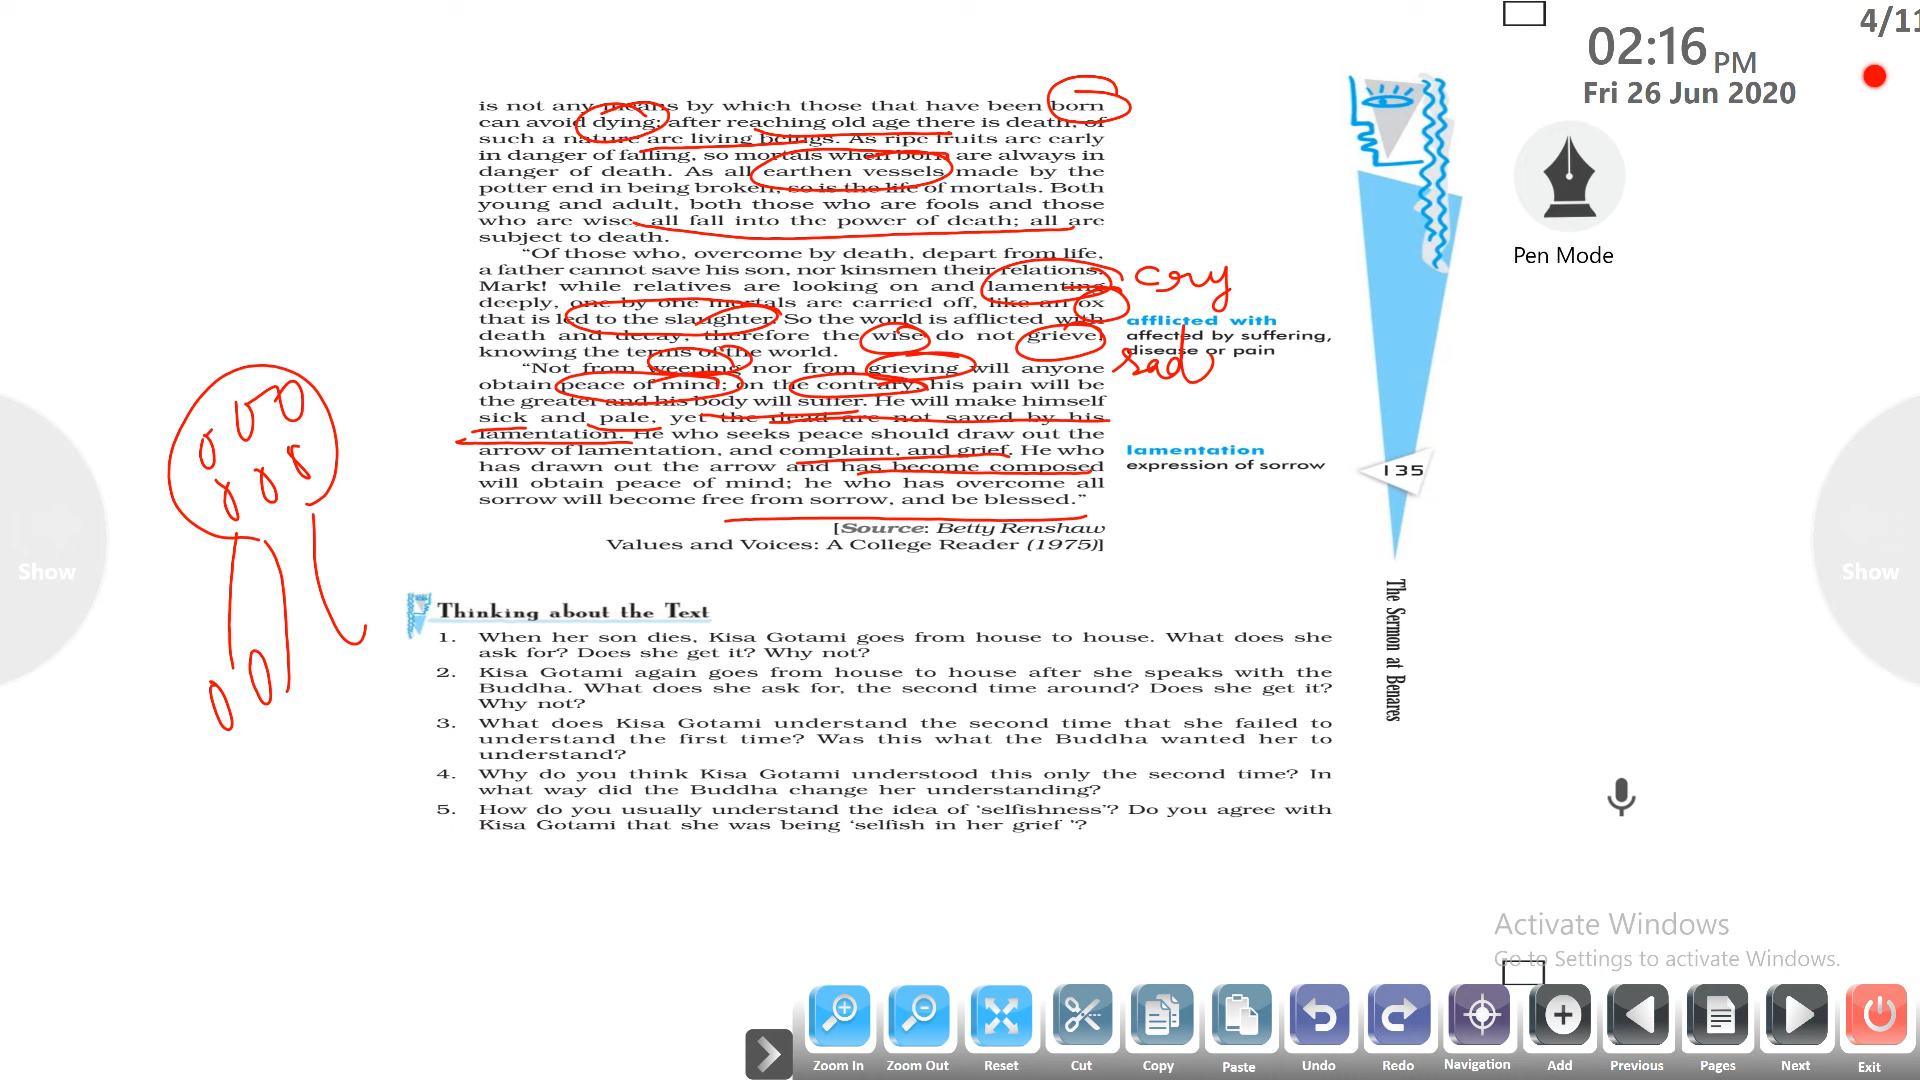 4/11
02:16 PM
Fri 26 Jun 2020
Pen Mode
is not any means by which those that have been born
can avoid dying; after reaching old age there is death; of
such a nature are living beings. As ripe fruits are early
in danger of falling, so mortals when born are always in
danger of death. As all earthen vessels made by the
potter end in being broken, so is the life of mortals. Both
young and adult, both those who are fools and those
who are wise, all fall into the power of death; all are
subject to death.
“Of those who, overcome by death, depart from life,
a father cannot save his son, nor kinsmen their relations.
Mark! while relatives are looking on and lamenting
deeply, one by one mortals are carried off, like an ox
that is led to the slaughter. So the world is afflicted with
death and decay, therefore the wise do not grieve,
knowing the terms of the world.
“Not from weeping nor from grieving will anyone
obtain peace of mind; on the contrary, his pain will be
the greater and his body will suffer. He will make himself
sick and pale, yet the dead are not saved by his
lamentation. He who seeks peace should draw out the
arrow of lamentation, and complaint, and grief. He who
has drawn out the arrow and has become composed
will obtain peace of mind; he who has overcome all
sorrow will become free from sorrow, and be blessed.”
[Source: Betty Renshaw
Values and Voices: A College Reader (1975)]
cry
afflicted with
affected by suffering,
disease or pain
sad
lamentation
expression of sorrow
135
The Sermon at Benares
Show
Show
Thinking about the Text
1. When her son dies, Kisa Gotami goes from house to house. What does she
ask for? Does she get it? Why not?
2. Kisa Gotami again goes from house to house after she speaks with the
Buddha. What does she ask for, the second time around? Does she get it?
Why not?
3. What does Kisa Gotami understand the second time that she failed to
understand the first time? Was this what the Buddha wanted her to
understand?
4. Why do you think Kisa Gotami understood this only the second time? In
what way did the Buddha change her understanding?
5. How do you usually understand the idea of ‘selfishness’? Do you agree with
Kisa Gotami that she was being ‘selfish in her grief ’?
Activate Windows
Go to Settings to activate Windows.
Zoom In Zoom Out Reset Cut Copy Paste Undo Redo Navigation Add Previous Pages Next Exit